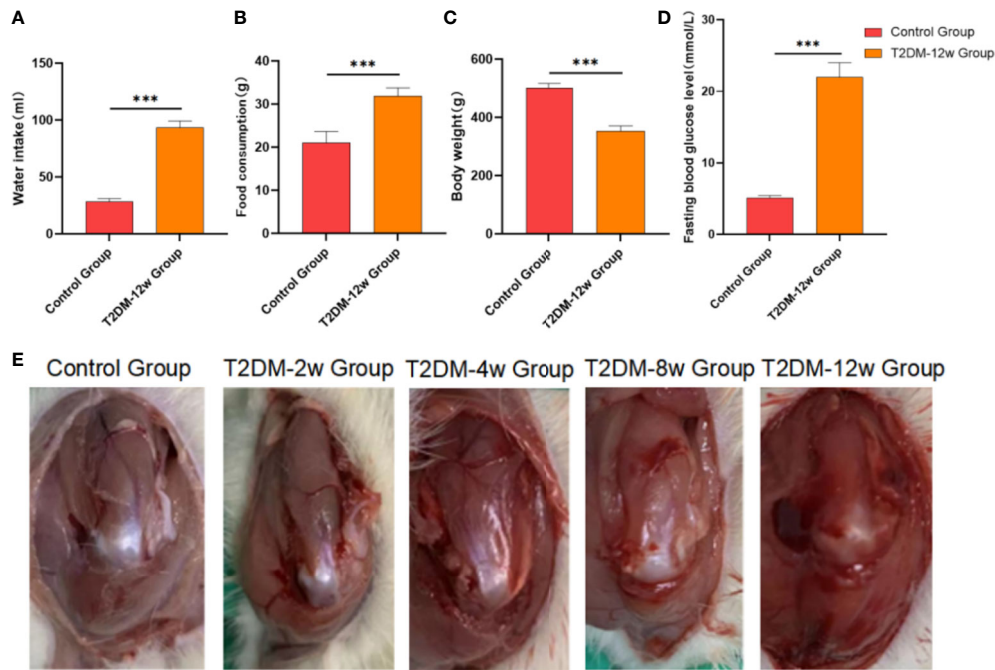 A
150
100
50
0
Water intake(ml)
***
Control Group
T2DM-12w Group
B
40
30
20
10
0
Food consumption(g)
***
Control Group
T2DM-12w Group
C
600
400
200
0
Body weight(g)
***
Control Group
T2DM-12w Group
D
30
20
10
0
Fasting blood glucose level(mmol/L)
***
Control Group
T2DM-12w Group
Control Group
T2DM-12w Group
E
Control Group
T2DM-2w Group
T2DM-4w Group
T2DM-8w Group
T2DM-12w Group